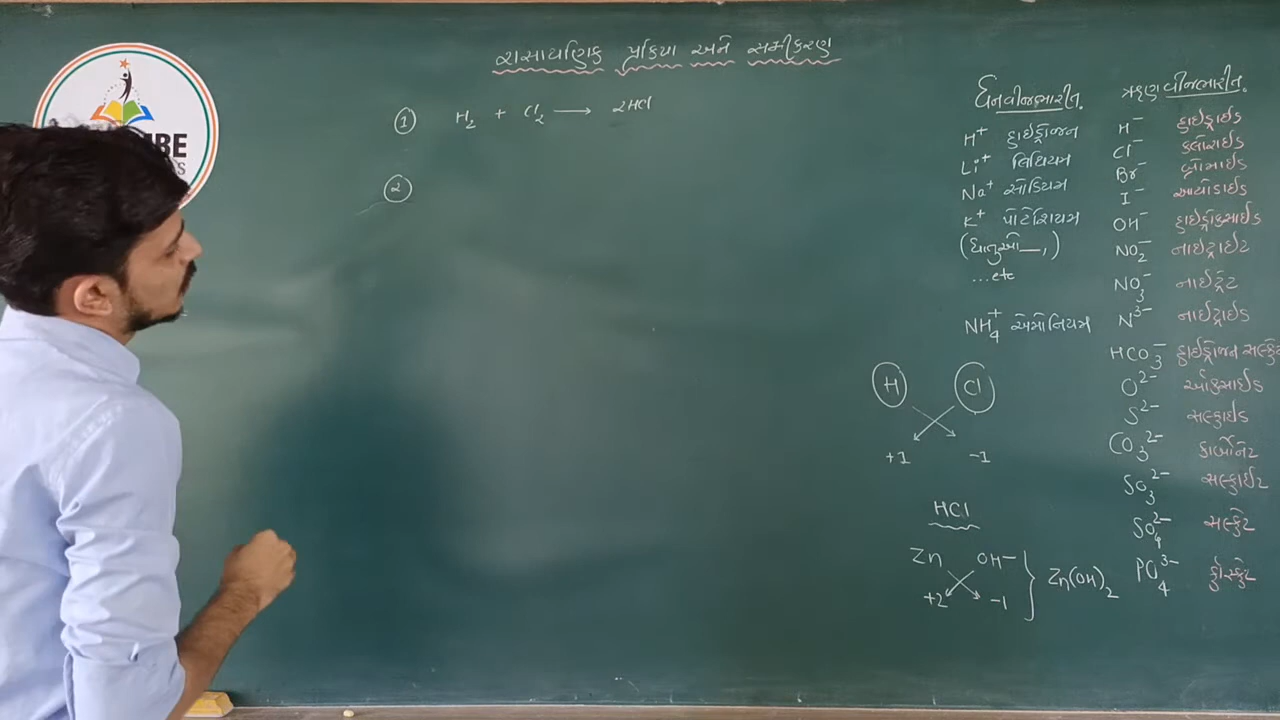 રાસાયણિક પ્રક્રિયા અને સમીકરણ
① H₂ + Cl₂ ⟶ 2HCl
②
ધનવીજભારીત.
H⁺ હાઈડ્રોજન
Li⁺ લિથિયમ
Na⁺ સોડિયમ
K⁺ પોટેશિયમ
(ધાતુઓ—,)
...etc
NH₄⁺ એમોનિયમ
ઋણવીજભારીત.
H⁻ હાઈડ્રાઈડ
Cl⁻ ક્લોરાઈડ
Br⁻ બ્રોમાઈડ
I⁻ આયોડાઈડ
OH⁻ હાઈડ્રોક્સાઈડ
NO₂⁻ નાઈટ્રાઈટ
NO₃⁻ નાઈટ્રેટ
N³⁻ નાઈટ્રાઈડ
HCO₃⁻ હાઈડ્રોજન
O²⁻ ઓક્સાઈડ
S²⁻ સલ્ફાઈડ
CO₃²⁻ કાર્બોનેટ
SO₃²⁻ સલ્ફાઈટ
SO₄²⁻ સલ્ફેટ
PO₄³⁻ ફોસ્ફેટ
H Cl
+1 -1
HCl
Zn OH⁻
+2 -1
Zn(OH)₂